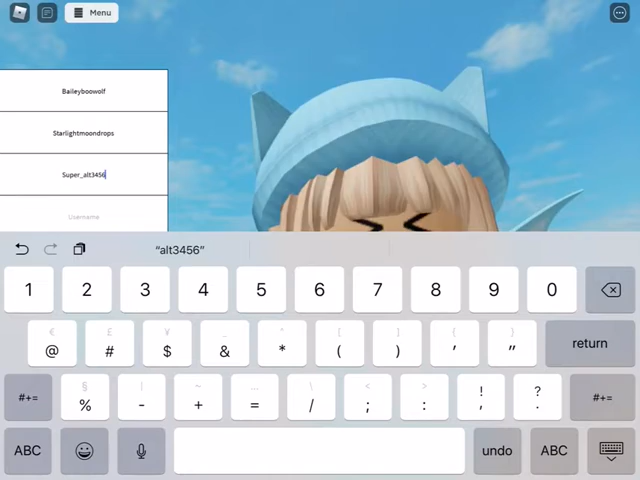 Menu
Baileyboowolf
Starlightmoondrops
Super_alt3456
Username
“alt3456”
1 2 3 4 5 6 7 8 9 0
€ £ ¥ _ ^ [ ] { }
@ # $ & * ( ) ' "
return
§ | ~ … \ < > ! ?
#+= % - + = / ; : , . #+=
ABC undo ABC